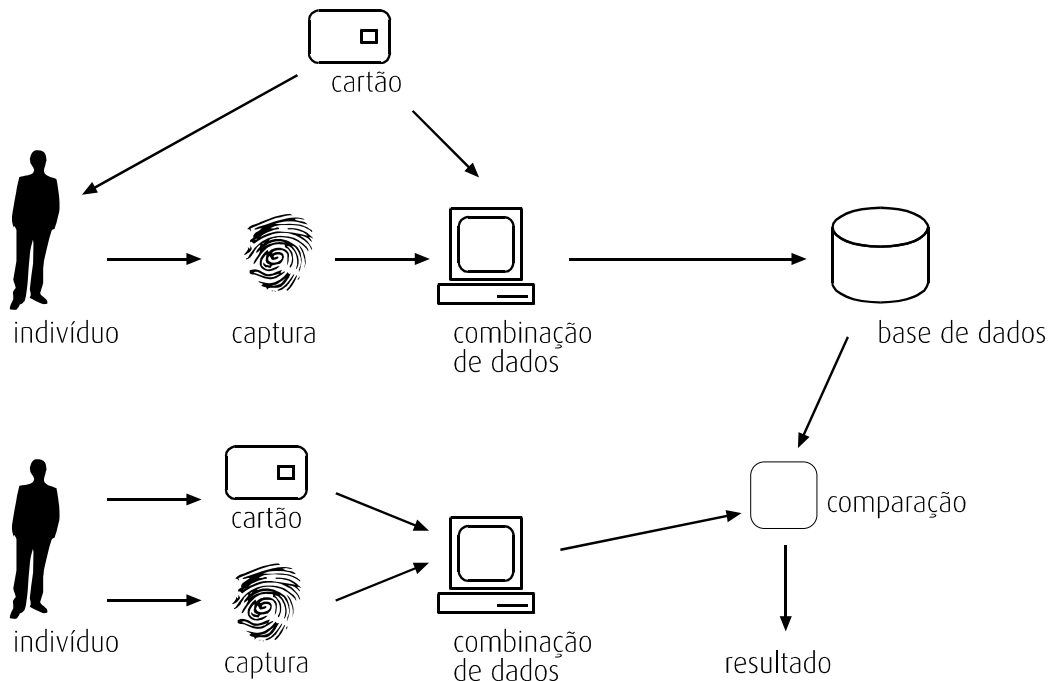 cartão
indivíduo
captura
combinação
de dados
base de dados
cartão
comparação
indivíduo
captura
combinação
de dados
resultado